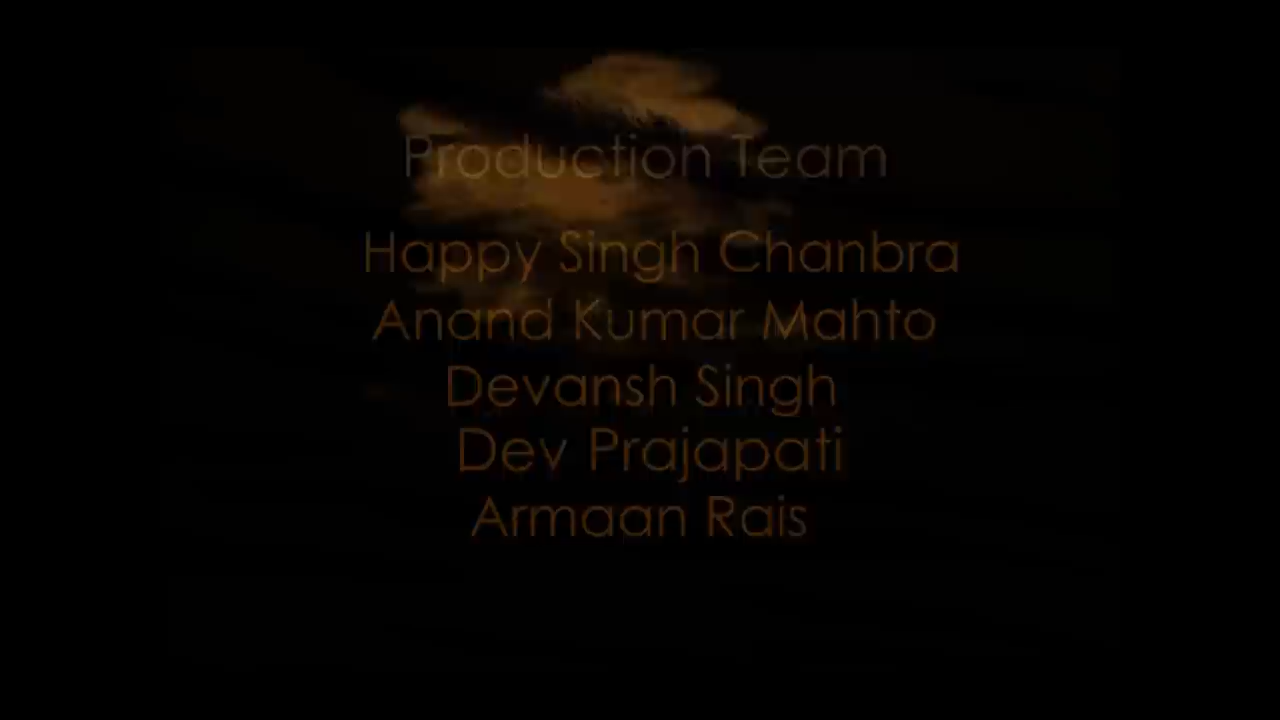 Production Team
Happy Singh Chanbra
Anand Kumar Mahto
Devansh Singh
Dev Prajapati
Armaan Rais